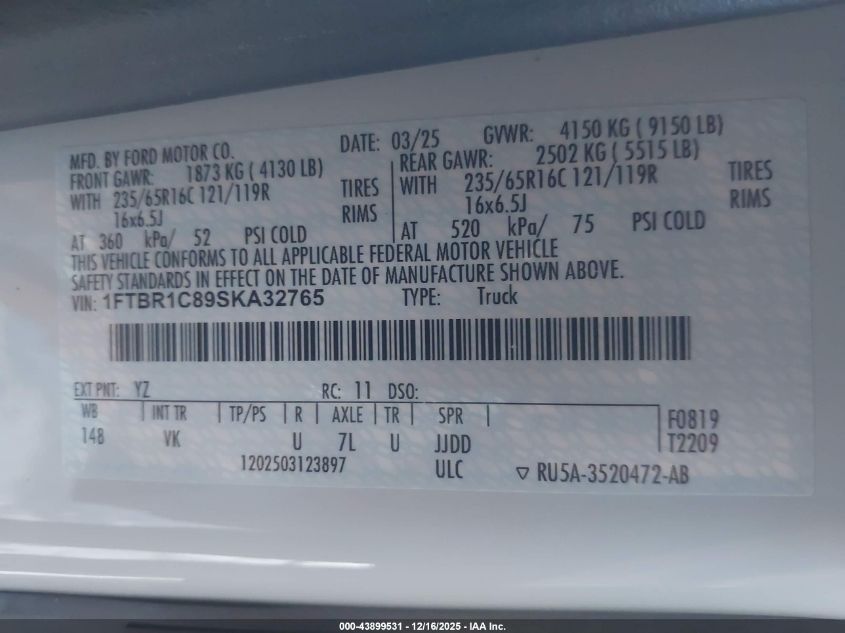 MFD. BY FORD MOTOR CO. DATE: 03/25 GVWR: 4150 KG ( 9150 LB)
FRONT GAWR: 1873 KG ( 4130 LB) REAR GAWR: 2502 KG ( 5515 LB)
WITH 235/65R16C 121/119R TIRES WITH 235/65R16C 121/119R TIRES
16x6.5J RIMS 16x6.5J RIMS
AT 360 kPa/ 52 PSI COLD AT 520 kPa/ 75 PSI COLD
THIS VEHICLE CONFORMS TO ALL APPLICABLE FEDERAL MOTOR VEHICLE
SAFETY STANDARDS IN EFFECT ON THE DATE OF MANUFACTURE SHOWN ABOVE.
VIN: 1FTBR1C89SKA32765 TYPE: Truck
EXT PNT: YZ RC: 11 DSO:
WB INT TR TP/PS R AXLE TR SPR F0819
148 VK U 7L U JJDD T2209
1202503123897 ULC ▽ RU5A-3520472-AB
000-43899531 - 12/16/2025 - IAA Inc.